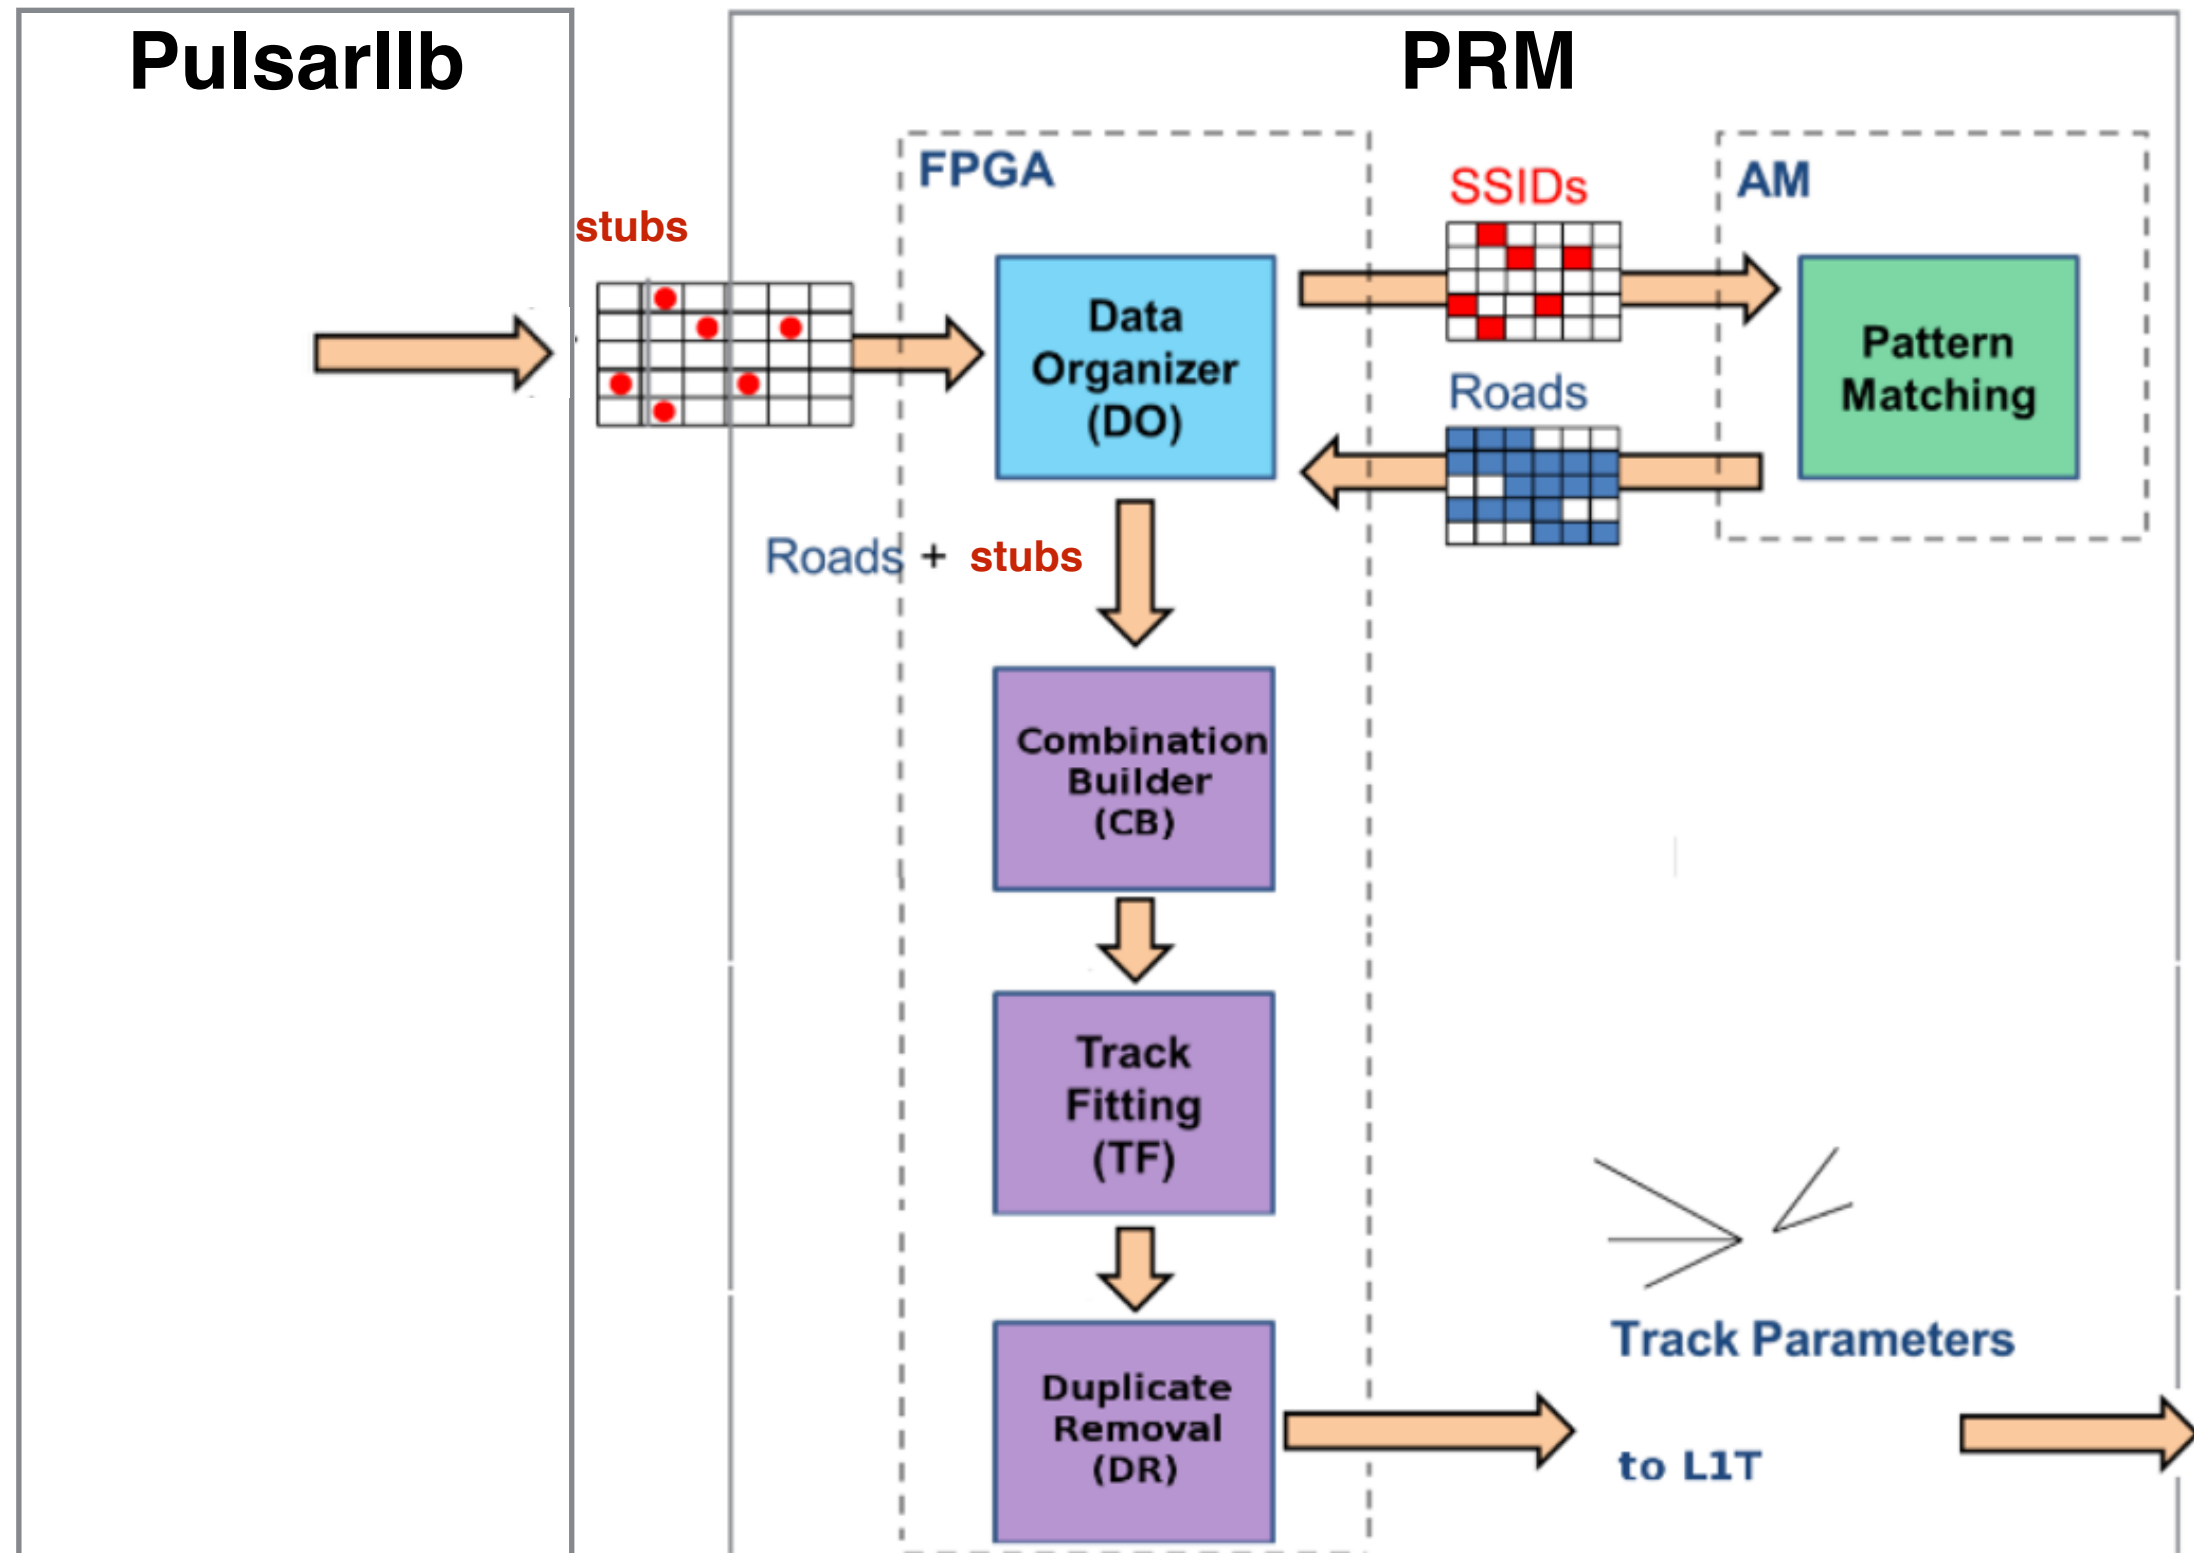 PulsarIIb
PRM
FPGA
SSIDs
AM
stubs
Data
Organizer
(DO)
Pattern
Matching
Roads
Roads + stubs
Combination
Builder
(CB)
Track
Fitting
(TF)
Track Parameters
Duplicate
Removal
(DR)
to L1T